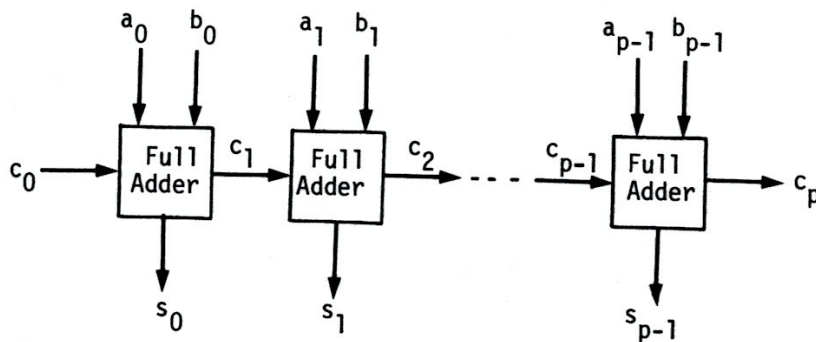 a0 b0 a1 b1 ap-1 bp-1
c0 Full Adder c1 Full Adder c2 cp-1 Full Adder cp
s0 s1 sp-1